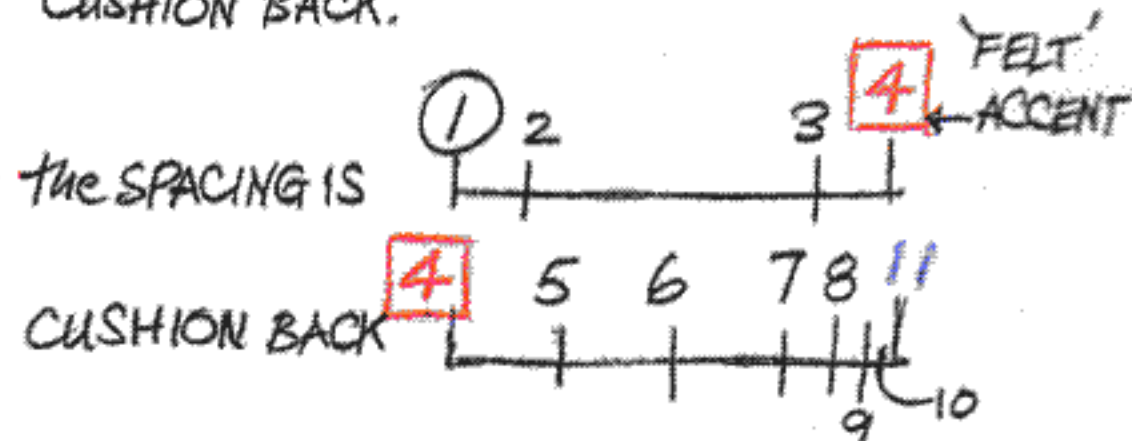 CUSHION BACK.
'FELT'
① 2 3 4 ← ACCENT
the SPACING IS
4 5 6 7 8 11
CUSHION BACK
9 10